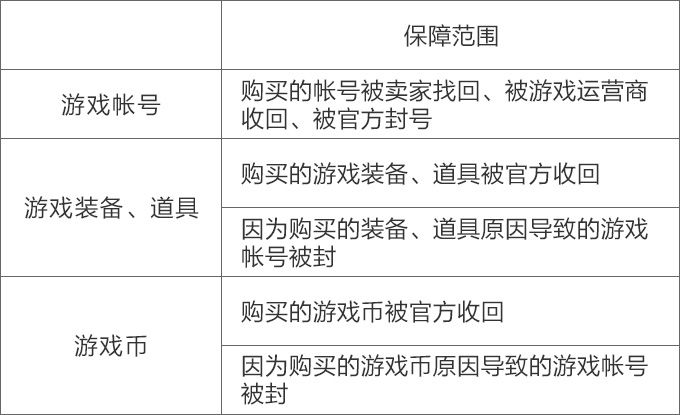 保障范围
游戏帐号
购买的帐号被卖家找回、被游戏运营商
收回、被官方封号
游戏装备、道具
购买的游戏装备、道具被官方收回
因为购买的装备、道具原因导致的游戏
帐号被封
游戏币
购买的游戏币被官方收回
因为购买的游戏币原因导致的游戏帐号
被封